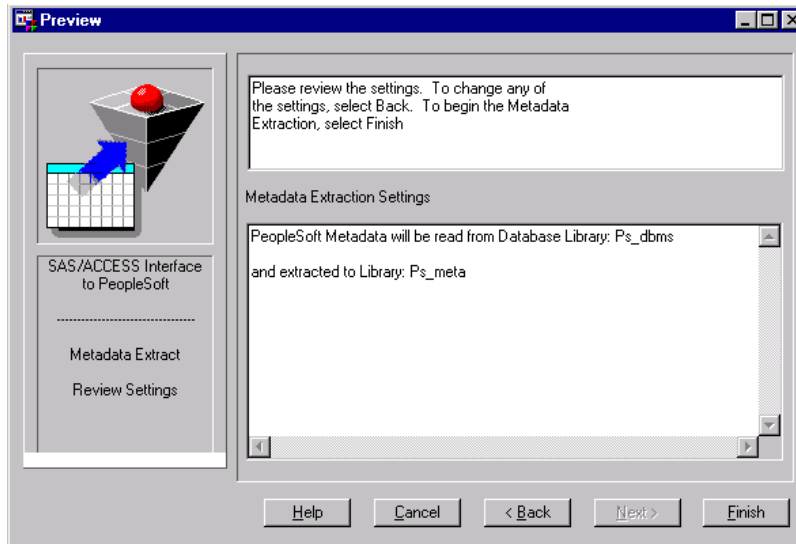 Preview
Please review the settings. To change any of
the settings, select Back. To begin the Metadata
Extraction, select Finish
Metadata Extraction Settings
PeopleSoft Metadata will be read from Database Library: Ps_dbms
and extracted to Library: Ps_meta
SAS/ACCESS Interface
to PeopleSoft
--------------------------------
Metadata Extract
Review Settings
Help
Cancel
< Back
Next >
Finish